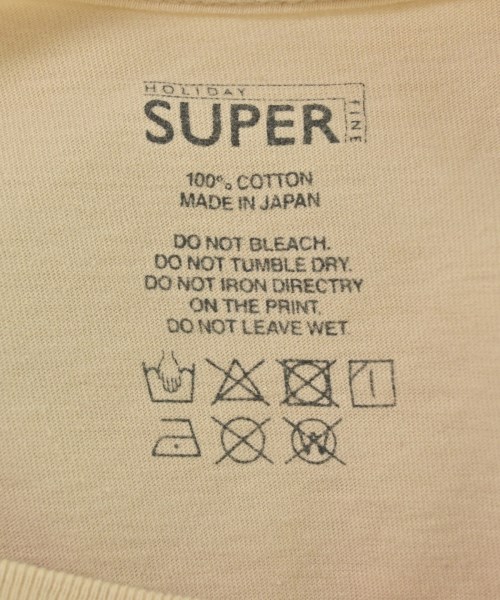 HOLIDAY
SUPER
FINE
100% COTTON
MADE IN JAPAN
DO NOT BLEACH.
DO NOT TUMBLE DRY.
DO NOT IRON DIRECTRY
ON THE PRINT.
DO NOT LEAVE WET.
W